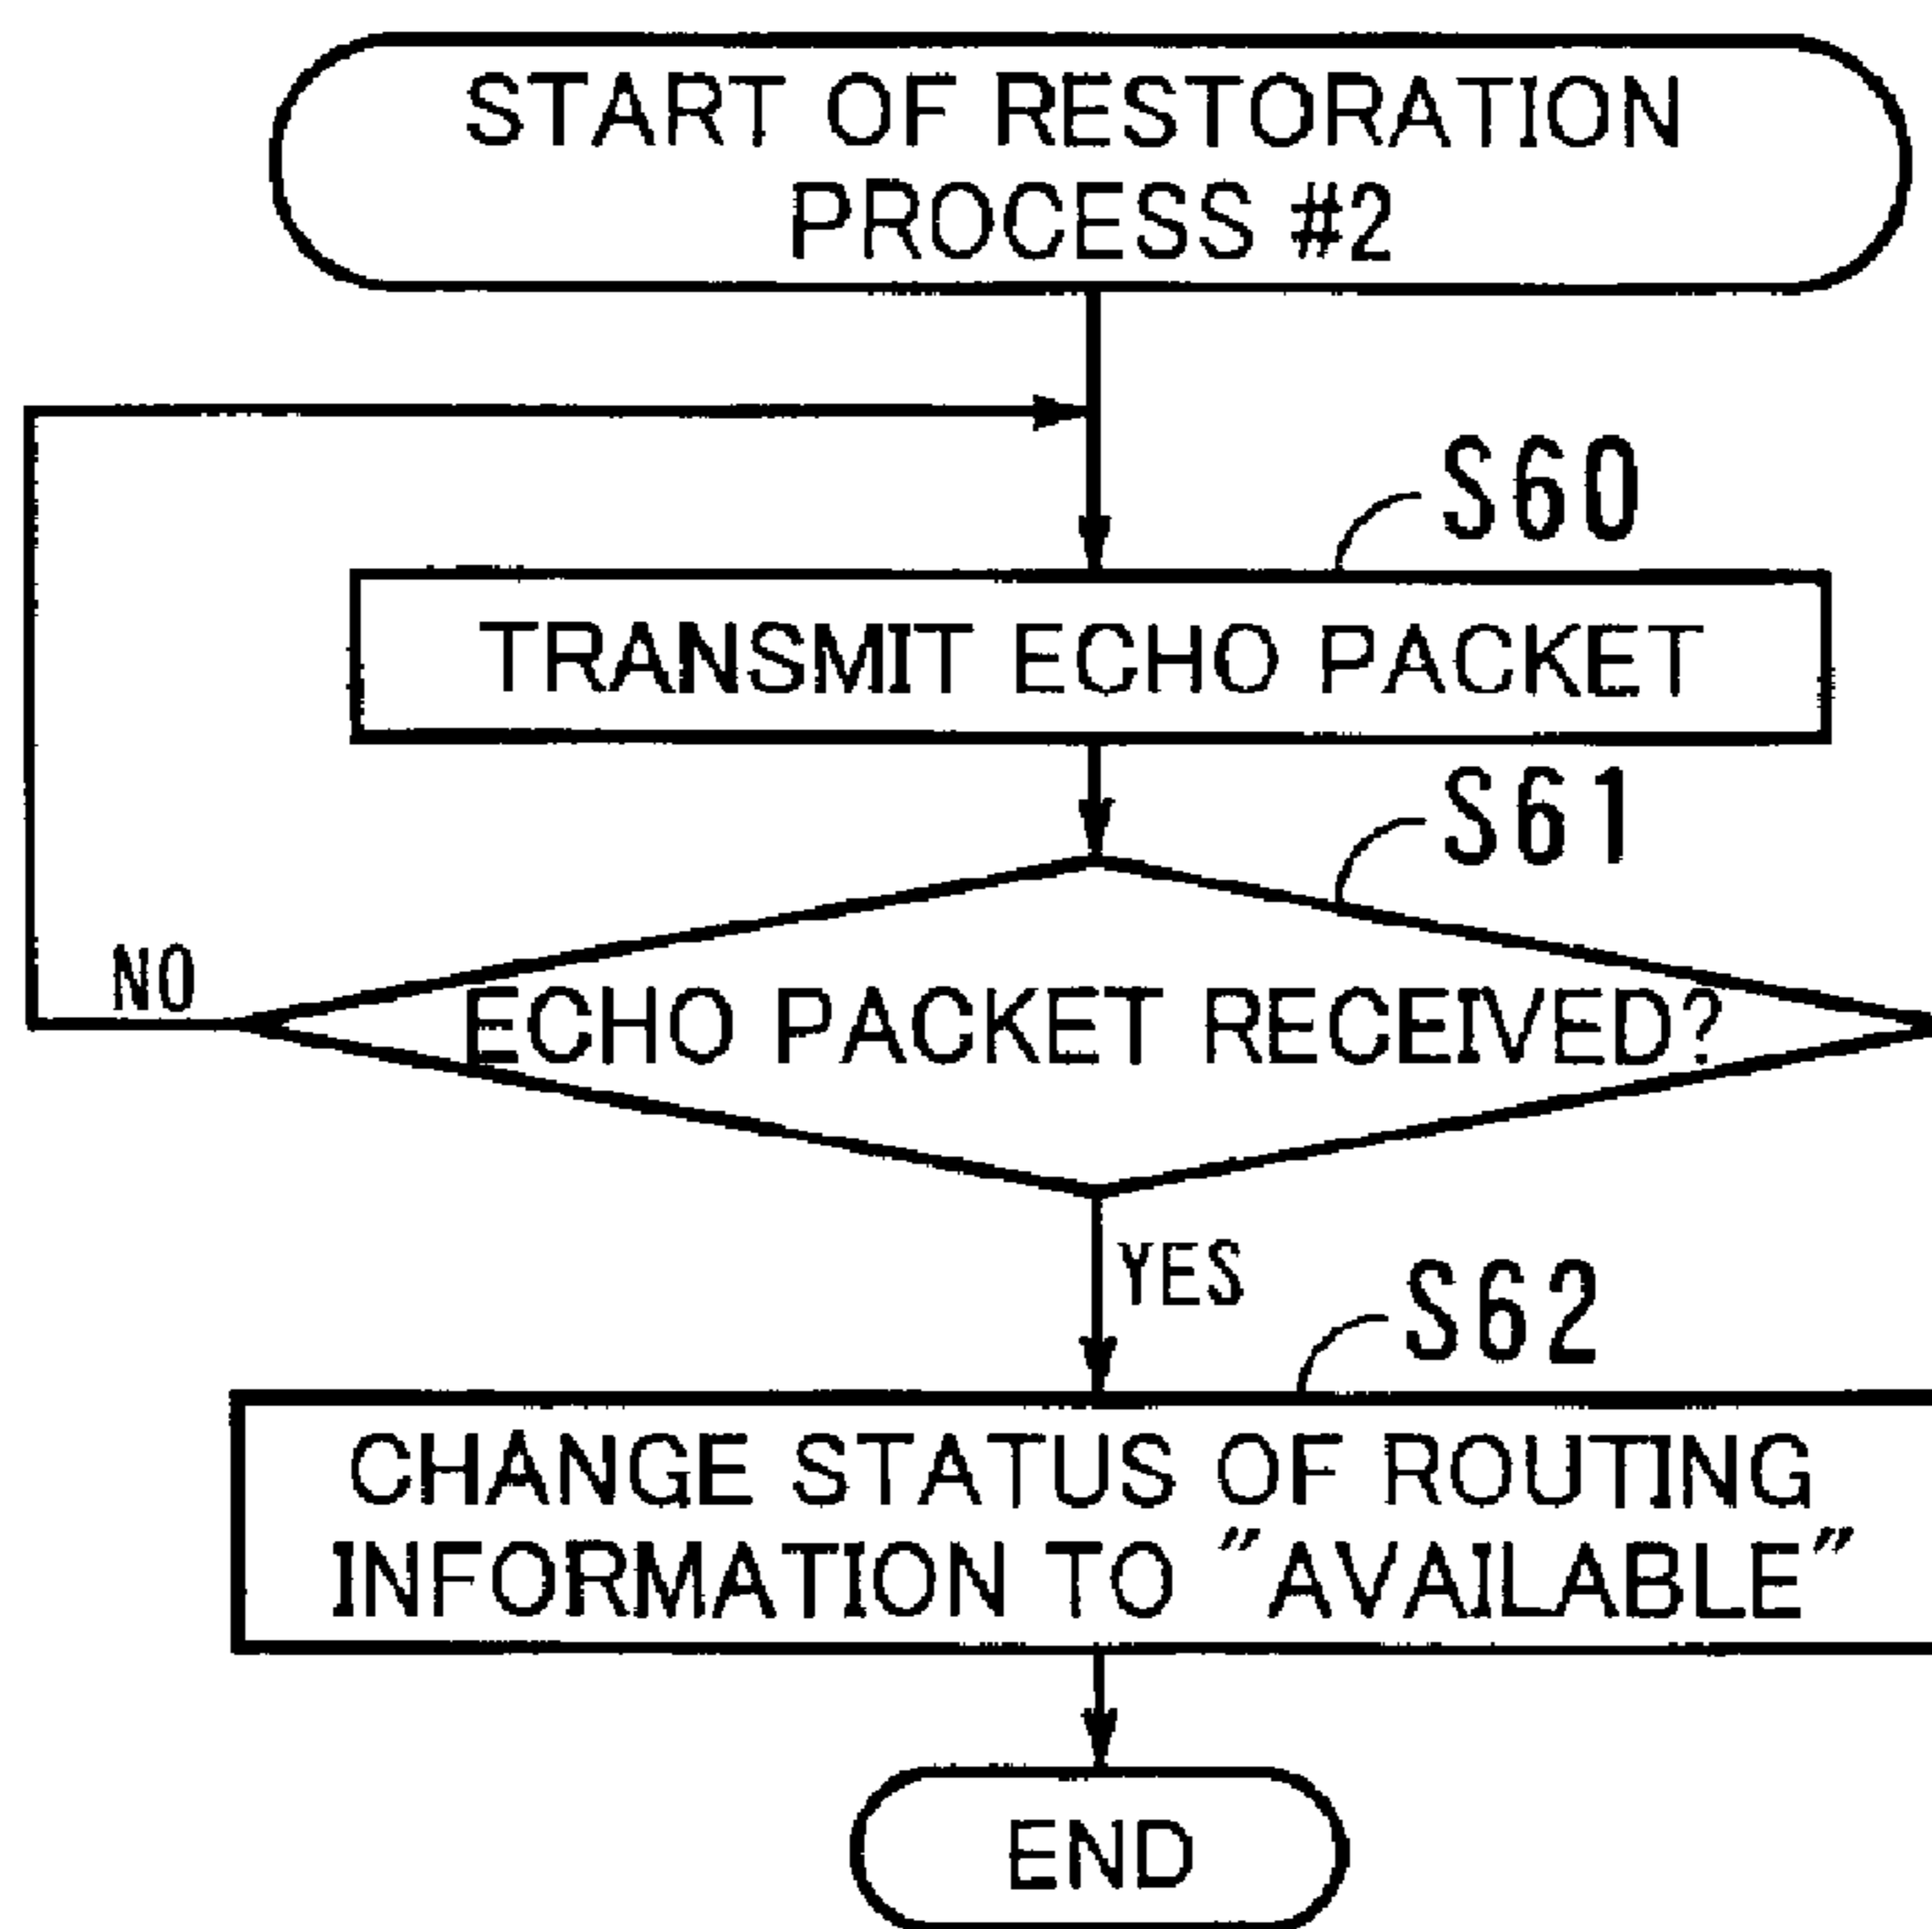 START OF RESTORATION
PROCESS #2
S60
TRANSMIT ECHO PACKET
S61
NO
ECHO PACKET RECEIVED?
YES
S62
CHANGE STATUS OF ROUTING
INFORMATION TO "AVAILABLE"
END